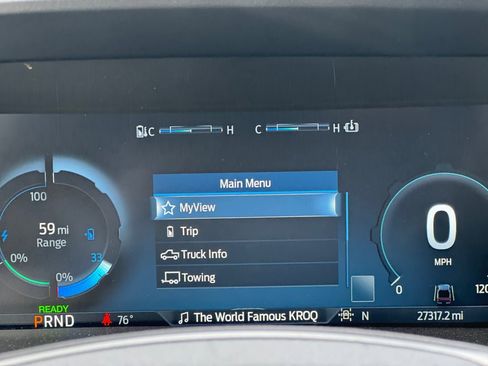 C H C H
100
59 mi
Range
0% 33
0%
READY
PRND 76°
Main Menu
MyView
Trip
Truck Info
Towing
The World Famous KROQ
0
MPH
0 120
N 27317.2 mi